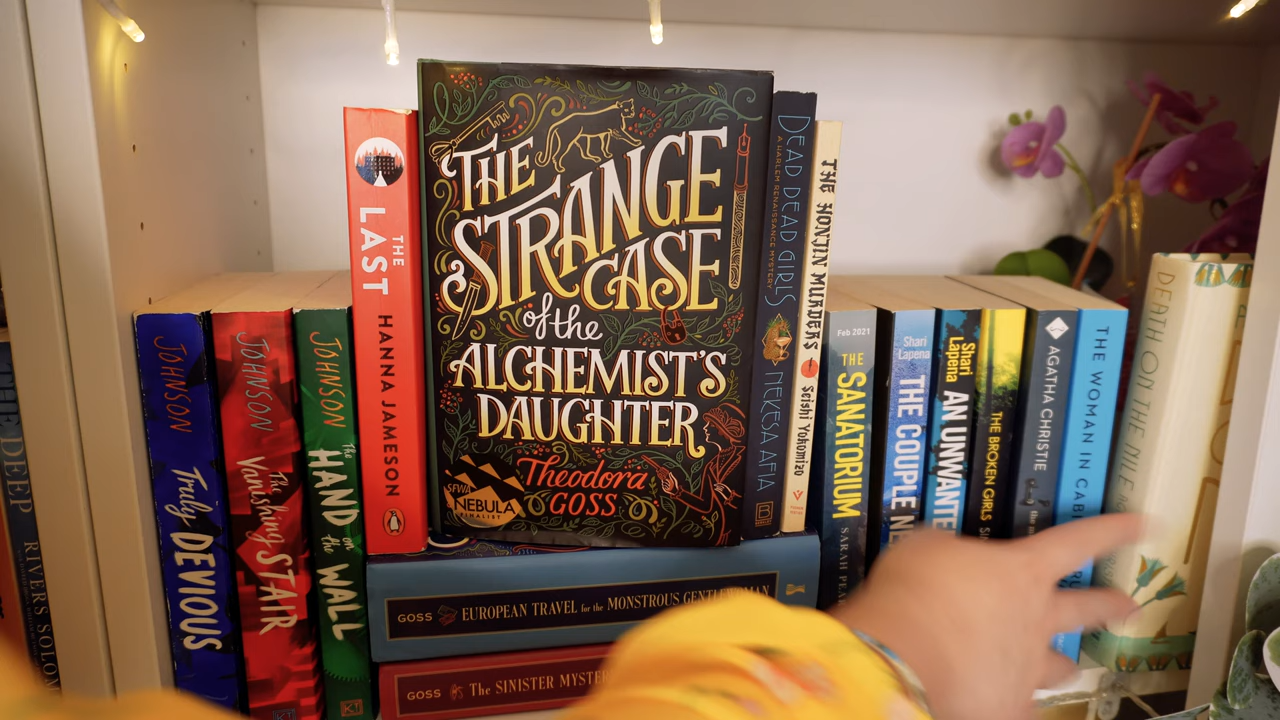 THE DEEP
RIVERS SOLOM
JOHNSON
Truly DEVIOUS
JOHNSON
The Vanishing STAIR
JOHNSON
The HAND on the WALL
THE LAST
HANNA JAMESON
THE
STRANGE
CASE
of the
ALCHEMIST'S
DAUGHTER
Theodora
GOSS
SFWA
NEBULA
FINALIST
DEAD DEAD GIRLS
A HARLEM RENAISSANCE MYSTERY
NEKESA AFIA
THE HONJIN MURDERS
Seishi Yokomizo
Feb 2021
THE SANATORIUM
SARAH PEA
Shari
Lapena
THE COUPLE NE
Shari
Lapena
AN UNWANTE
THE BROKEN GIRLS
AGATHA CHRISTIE
THE WOMAN IN CAB
DEATH ON THE NILE
GOSS
EUROPEAN TRAVEL for the MONSTROUS GENTLEWOMAN
GOSS
The SINISTER MYSTE